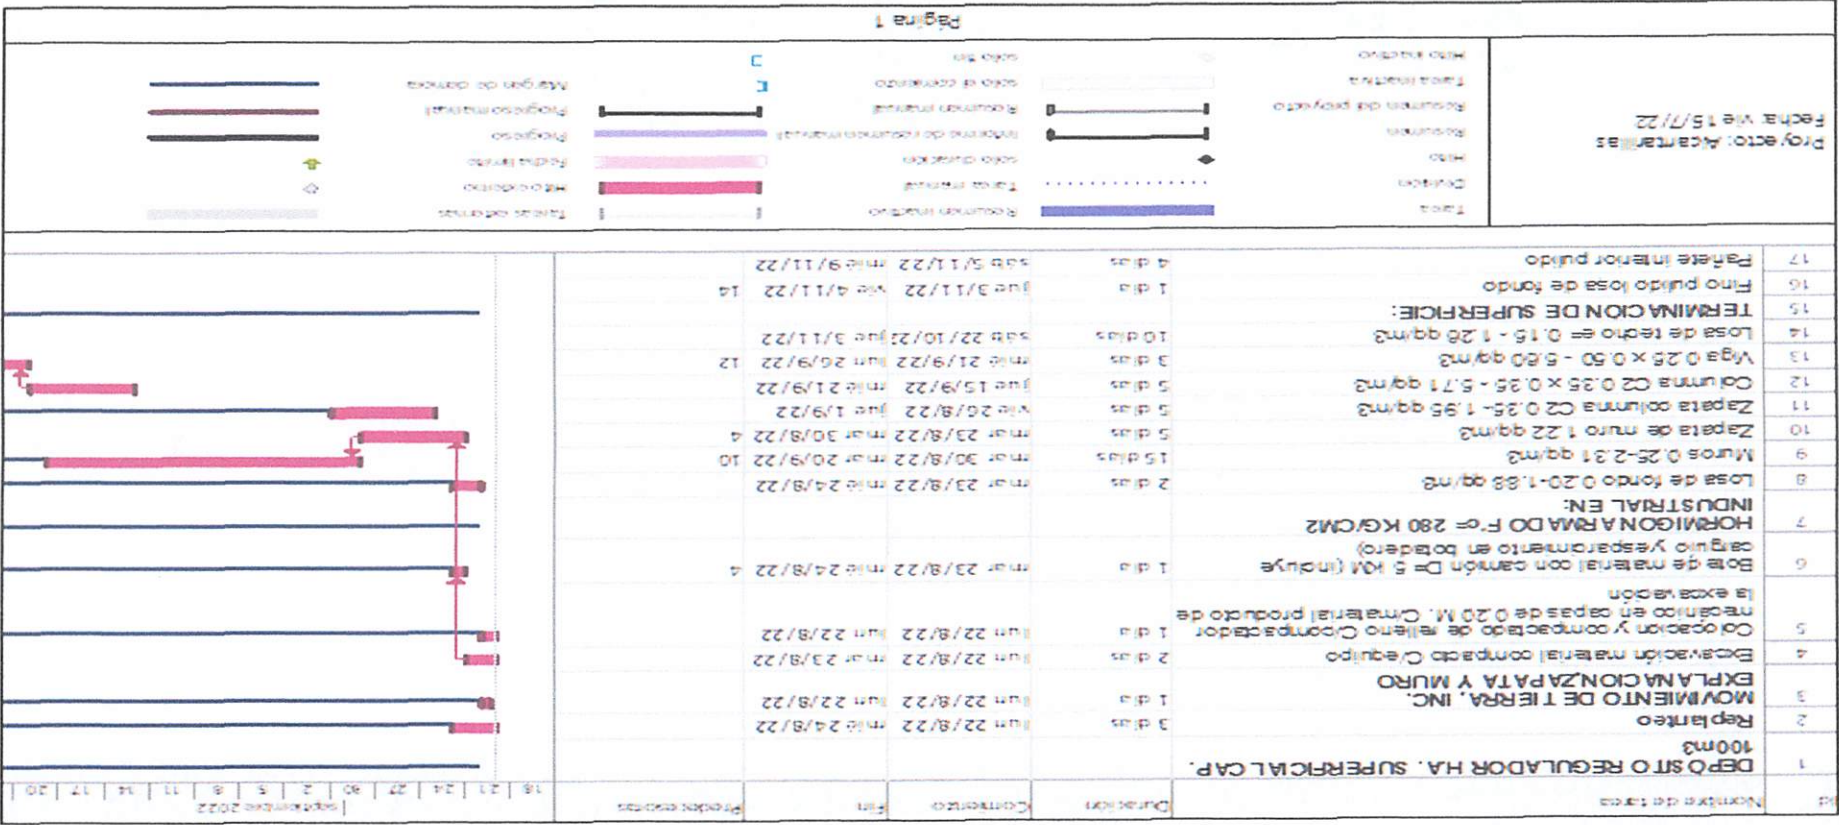 Id Nombre de tarea Duración Comienzo Fin Predecesoras
septiembre 2022
18 21 24 27 30 2 5 8 11 14 17 20
1 DEPÓSITO REGULADOR H.A. SUPERFICIAL CAP. 100m3
2 Replanteo 3 días lun 22/8/22 mié 24/8/22
3 MOVIMIENTO DE TIERRA, INC. EXPLANACION,ZAPATA Y MURO 1 día lun 22/8/22 lun 22/8/22
4 Excavación material compacto C/equipo 2 días lun 22/8/22 mar 23/8/22
5 Colocación y compactado de relleno C/compactador mecánico en capas de 0.20 M. C/material producto de la excavación 1 día lun 22/8/22 lun 22/8/22
6 Bote de material con camión D= 5 KM (incluye carguio y esparcimiento en botadero) 1 día mar 23/8/22 mié 24/8/22 4
7 HORMIGON ARMADO F'c= 280 KG/CM2 INDUSTRIAL EN:
8 Losa de fondo 0.20-1.88 qq/m3 2 días mar 23/8/22 mié 24/8/22
9 Muros 0.25-2.31 qq/m3 15 días mar 30/8/22 mar 20/9/22 10
10 Zapata de muro 1.22 qq/m3 5 días mar 23/8/22 mar 30/8/22 4
11 Zapata columna C2 0.35- 1.95 qq/m3 5 días vie 26/8/22 jue 1/9/22
12 Columna C2 0.35 x 0.35 - 5.71 qq/m3 5 días jue 15/9/22 mié 21/9/22
13 Viga 0.25 x 0.50 - 5.60 qq/m3 3 días mié 21/9/22 lun 26/9/22 12
14 Losa de techo e= 0.15 - 1.26 qq/m3 10 días sáb 22/10/22 jue 3/11/22
15 TERMINACION DE SUPERFICIE:
16 Fino pulido losa de fondo 1 día jue 3/11/22 vie 4/11/22 14
17 Pañete interior pulido 4 días sáb 5/11/22 mié 9/11/22
Proyecto: Alcantarillas
Fecha: vie 15/7/22
Tarea Resumen inactivo Tareas externas
División Tarea manual Hito externo
Hito solo duración Fecha límite
Resumen Informe de resumen manual Progreso
Resumen del proyecto Resumen manual Progreso manual
Tarea inactiva solo el comienzo Margen de demora
Hito inactivo solo fin
Página 1